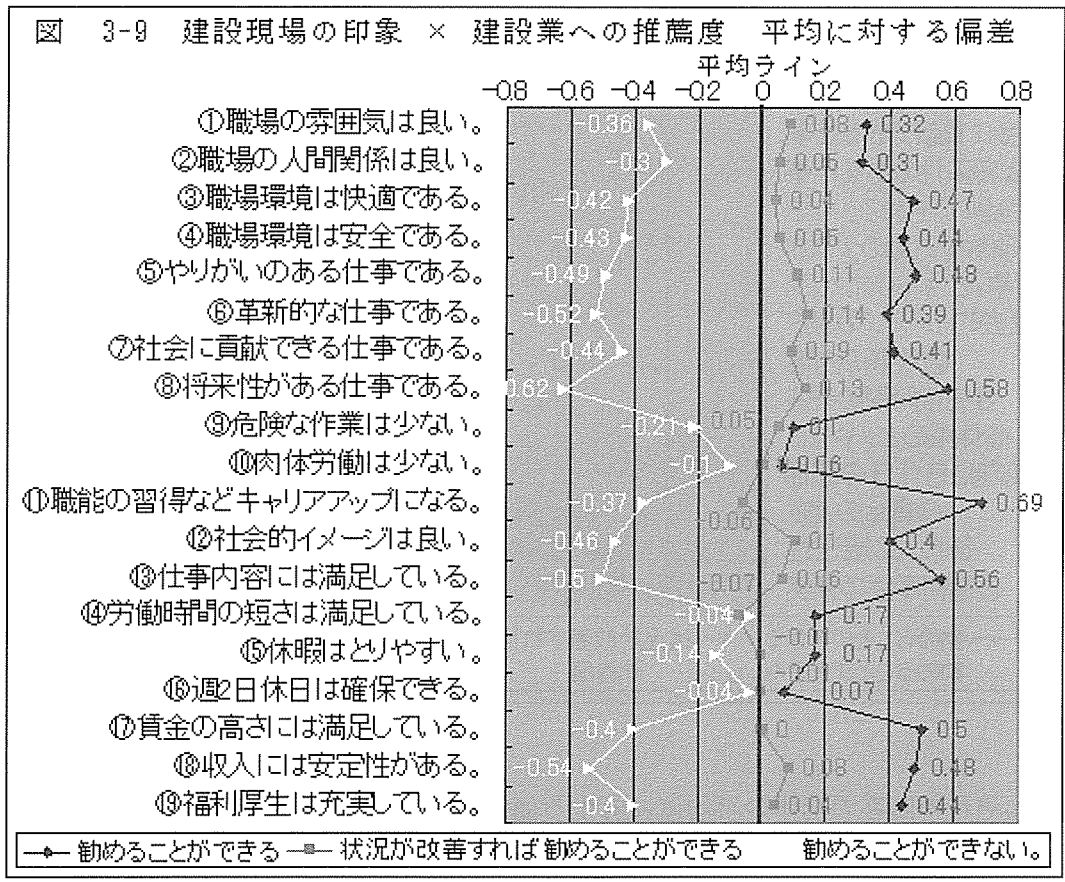 図 3-9 建設現場の印象 × 建設業への推薦度 平均に対する偏差
平均ライン
-0.8 -0.6 -0.4 -0.2 0 0.2 0.4 0.6 0.8
①職場の雰囲気は良い。 -0.36 0.08 0.32
②職場の人間関係は良い。 -0.3 0.05 0.31
③職場環境は快適である。 -0.42 0.04 0.47
④職場環境は安全である。 -0.43 0.05 0.44
⑤やりがいのある仕事である。 -0.49 0.11 0.48
⑥革新的な仕事である。 -0.52 0.14 0.39
⑦社会に貢献できる仕事である。 -0.44 0.09 0.41
⑧将来性がある仕事である。 0.62 0.13 0.58
⑨危険な作業は少ない。 -0.21 0.05 0.1
⑩肉体労働は少ない。 -0.1 0.06
⑪職能の習得などキャリアアップになる。 -0.37 -0.06 0.69
⑫社会的イメージは良い。 -0.46 0.1 0.4
⑬仕事内容には満足している。 -0.5 0.06 0.56
⑭労働時間の短さは満足している。 -0.04 -0.07 0.17
⑮休暇はとりやすい。 -0.14 -0.01 0.17
⑯週2日休日は確保できる。 -0.04 -0.01 0.07
⑰賃金の高さには満足している。 -0.4 0 0.5
⑱収入には安定性がある。 -0.54 0.08 0.48
⑲福利厚生は充実している。 -0.4 0.04 0.44
勧めることができる 状況が改善すれば勧めることができる 勧めることができない。